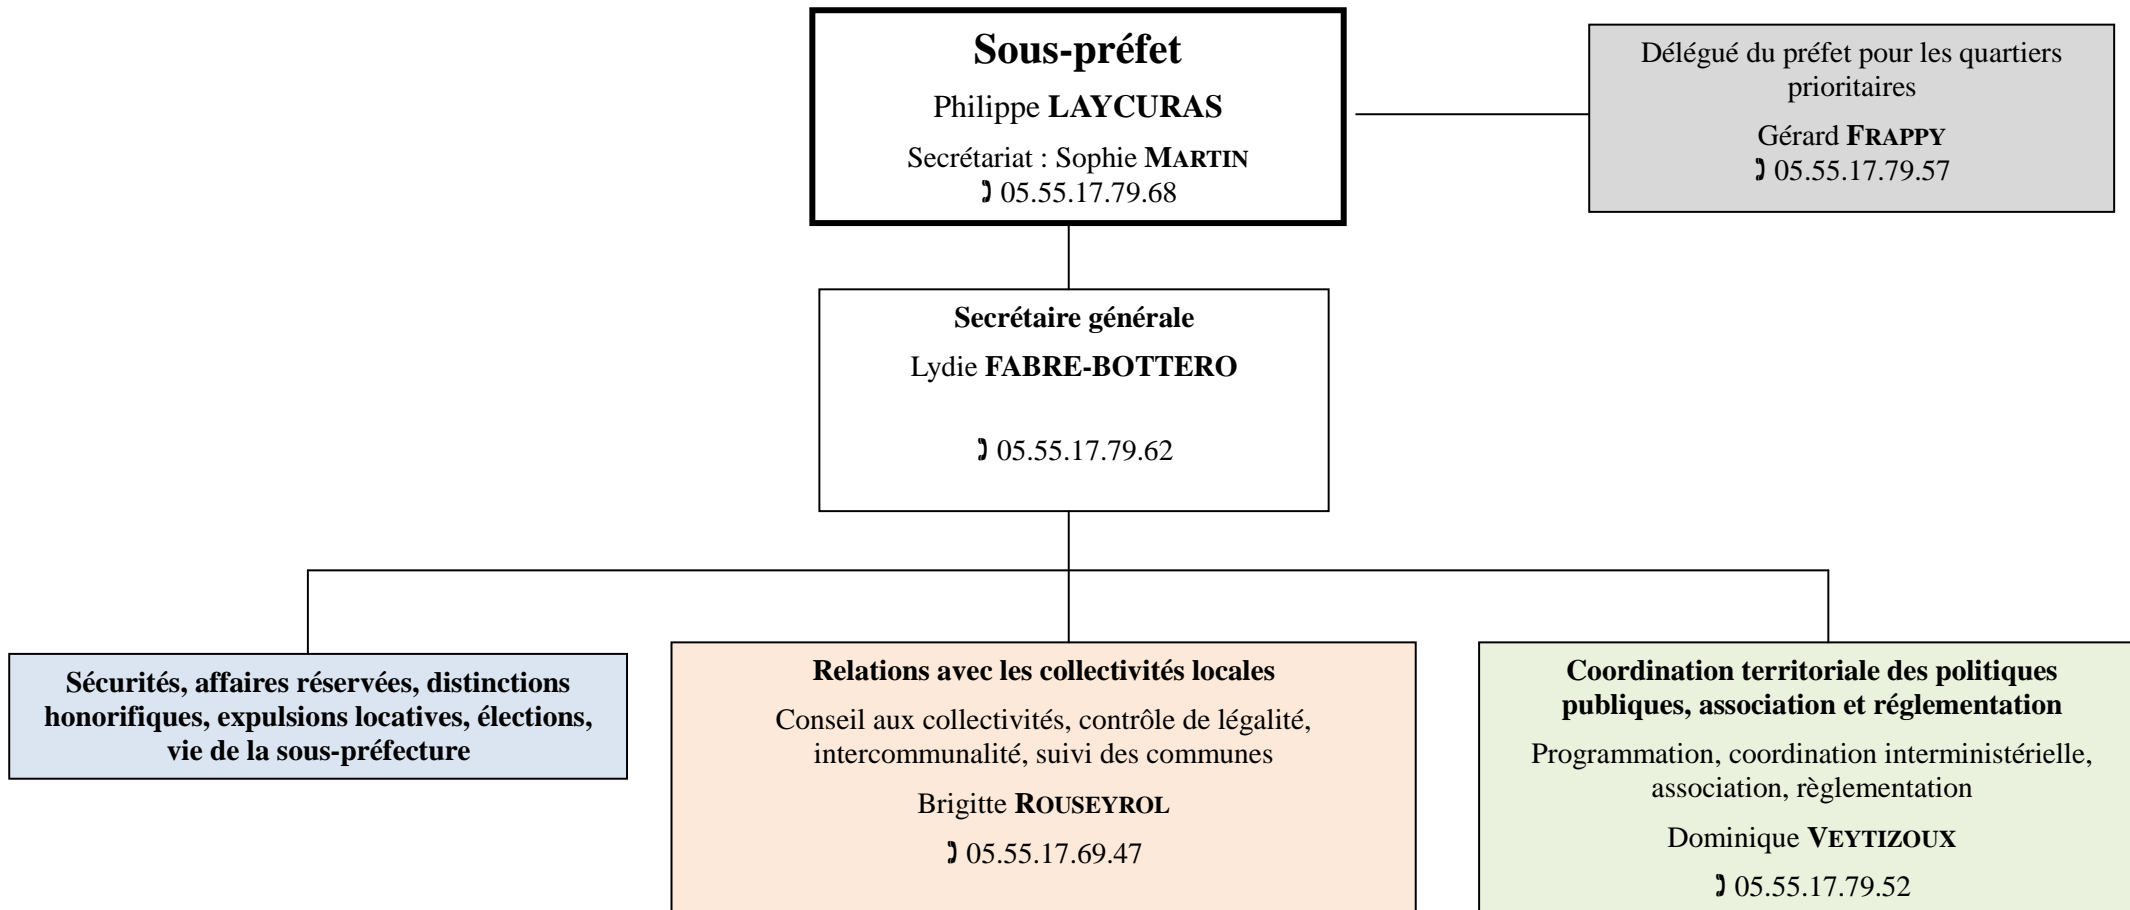 Sous-préfet
Philippe LAYCURAS
Secrétariat : Sophie MARTIN
05.55.17.79.68
Délégué du préfet pour les quartiers
prioritaires
Gérard FRAPPY
05.55.17.79.57
Secrétaire générale
Lydie FABRE-BOTTERO
05.55.17.79.62
Sécurités, affaires réservées, distinctions
honorifiques, expulsions locatives, élections,
vie de la sous-préfecture
Relations avec les collectivités locales
Conseil aux collectivités, contrôle de légalité,
intercommunalité, suivi des communes
Brigitte ROUSEYROL
05.55.17.69.47
Coordination territoriale des politiques
publiques, association et réglementation
Programmation, coordination interministérielle,
association, règlementation
Dominique VEYTIZOUX
05.55.17.79.52